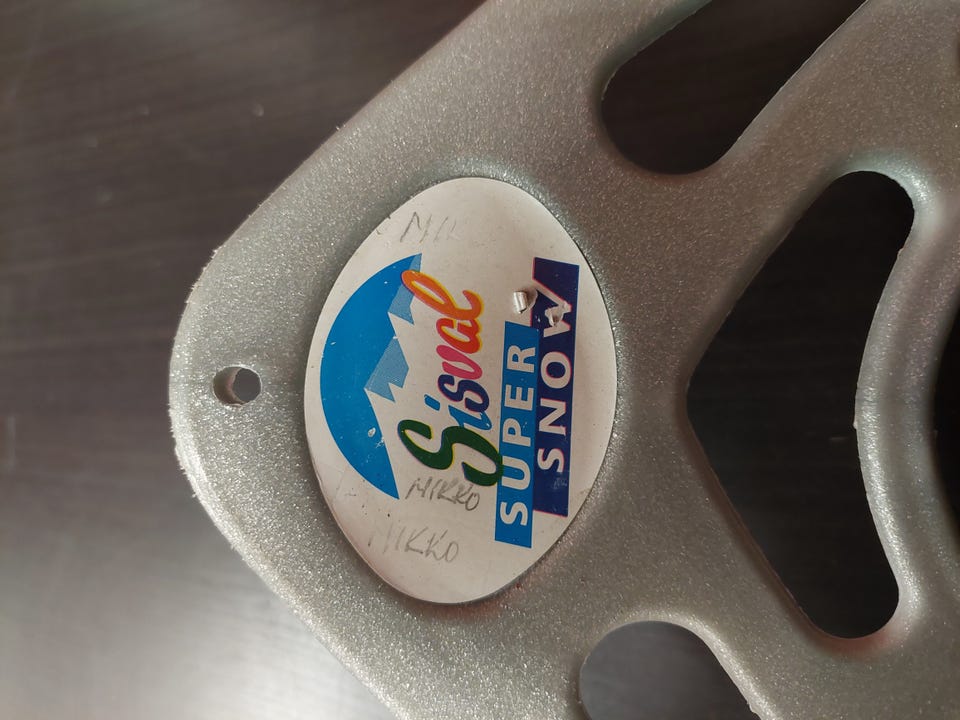 Sisval
SUPER
SNOW
MIKKO
MIKKO